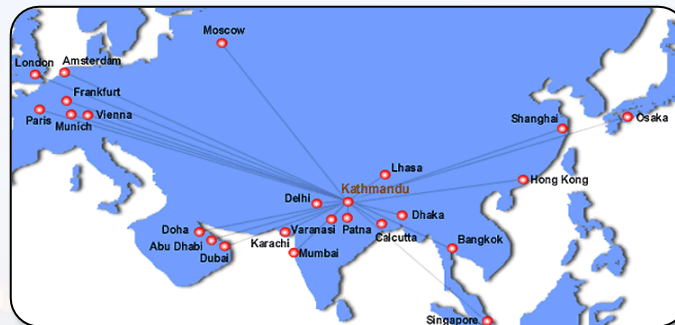 Moscow
London
Amsterdam
Frankfurt
Paris
Munich
Vienna
Shanghai
Osaka
Lhasa
Kathmandu
Hong Kong
Delhi
Dhaka
Doha
Varanasi
Patna
Abu Dhabi
Karachi
Calcutta
Bangkok
Dubai
Mumbai
Singapore